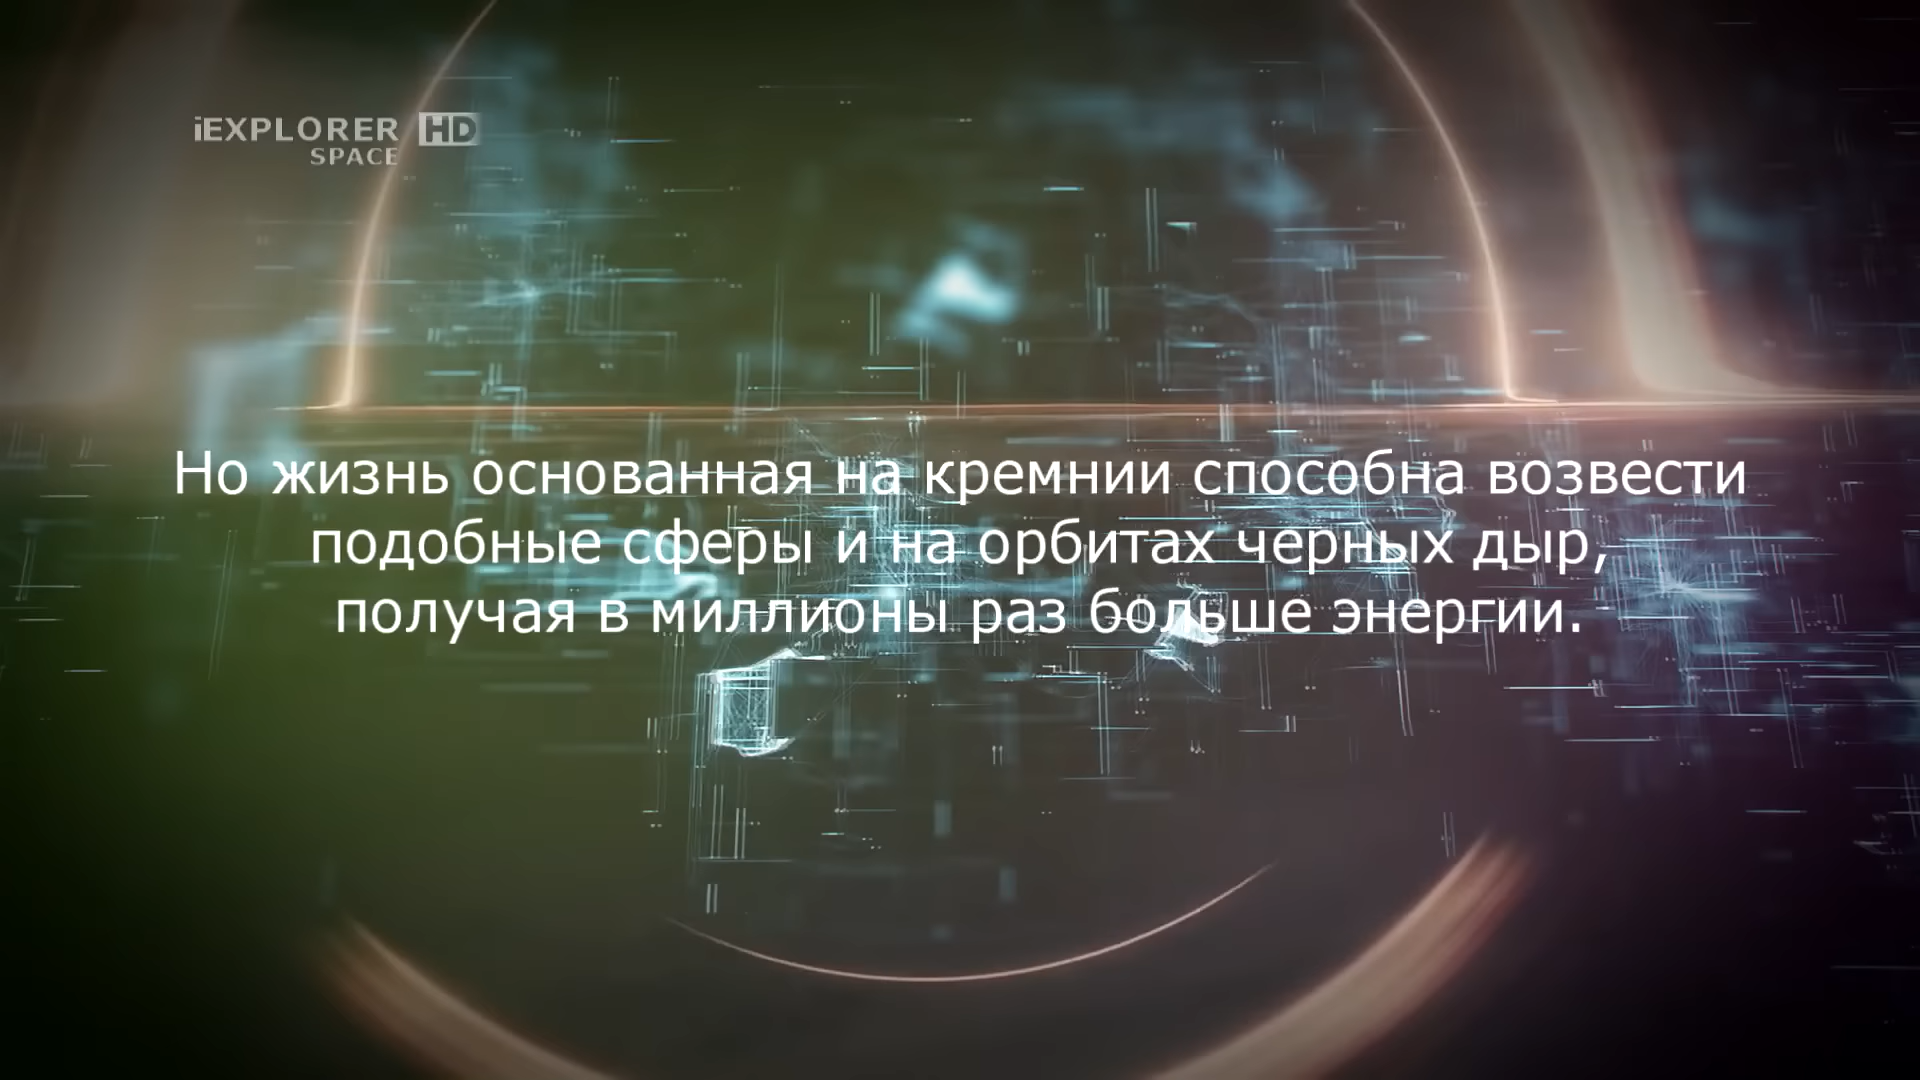 iEXPLORER HD
SPACE
Но жизнь основанная на кремнии способна возвести
подобные сферы и на орбитах черных дыр,
получая в миллионы раз больше энергии.